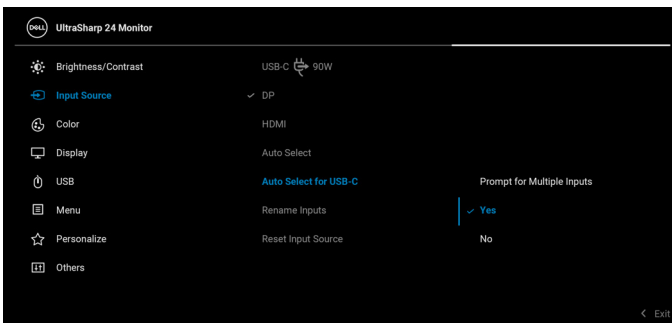 DELL UltraSharp 24 Monitor
Brightness/Contrast USB-C 90W
Input Source DP
Color HDMI
Display Auto Select
USB Auto Select for USB-C Prompt for Multiple Inputs
Menu Rename Inputs Yes
Personalize Reset Input Source No
Others
Exit